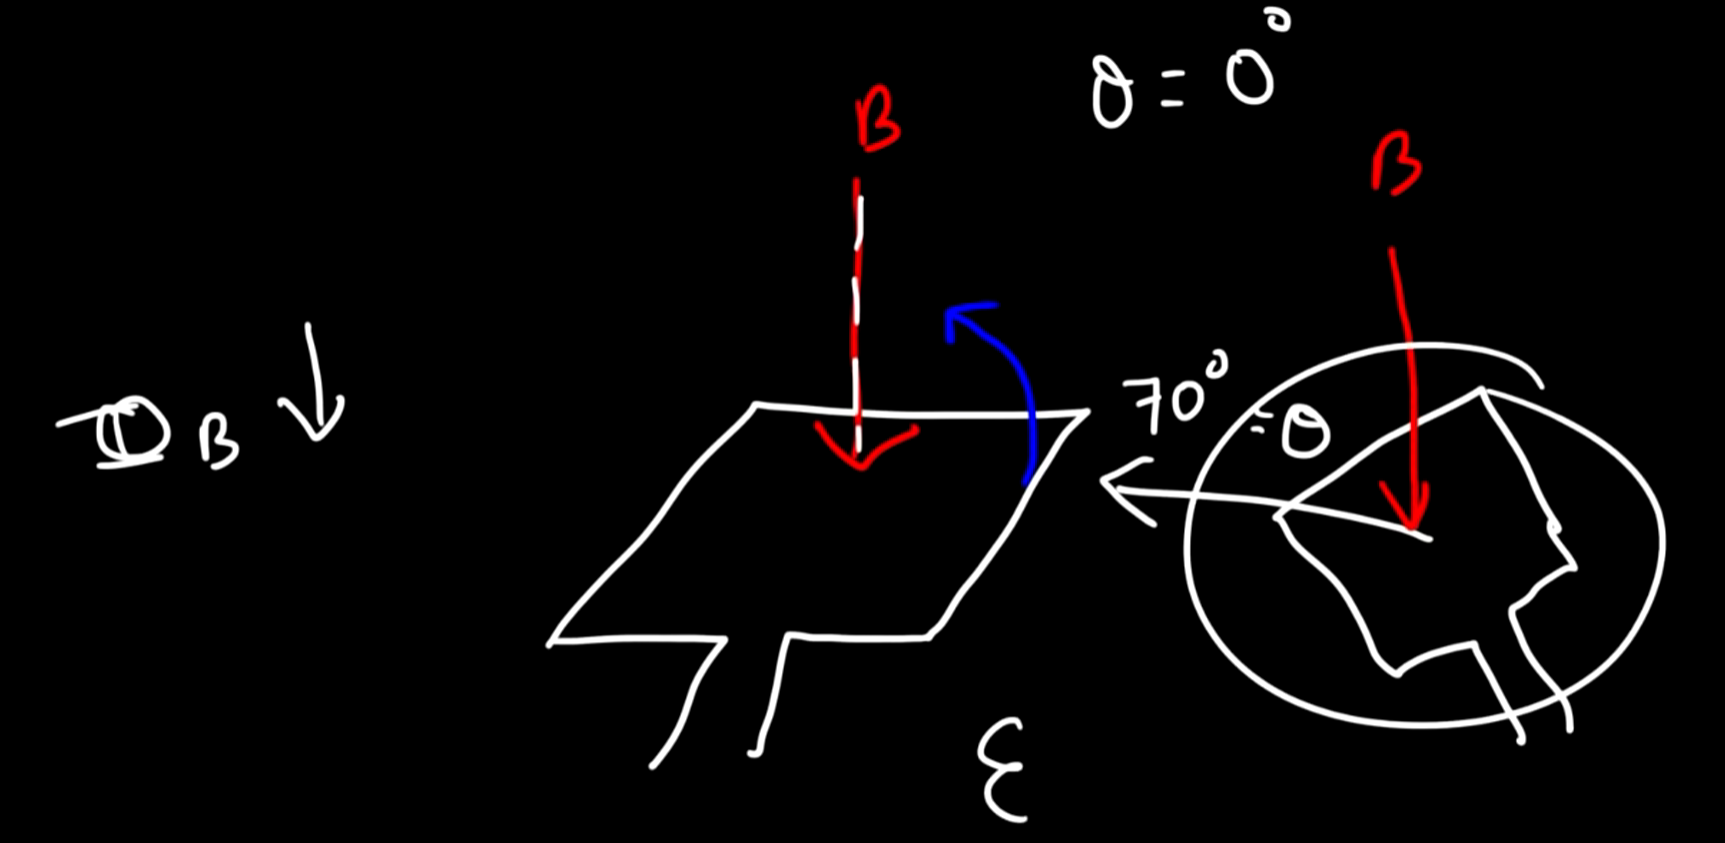 θ = 0°
B
B
70° = θ
Φ_B ↓
ε